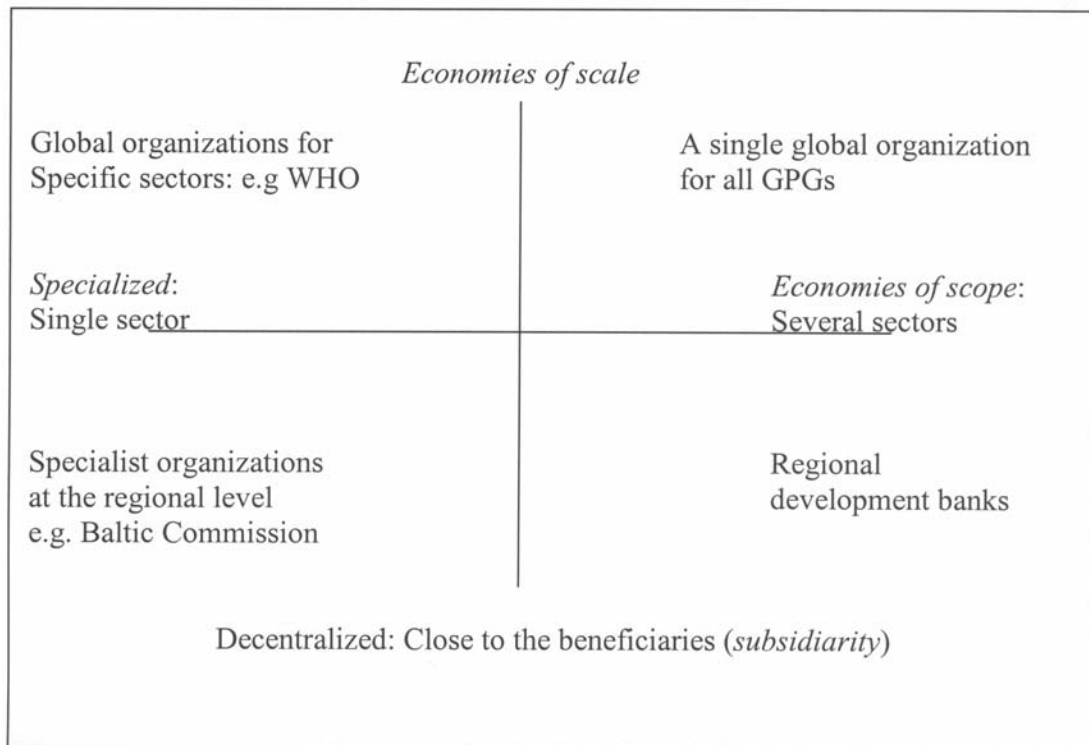 Economies of scale
Global organizations for
Specific sectors: e.g WHO
A single global organization
for all GPGs
Specialized:
Single sector
Economies of scope:
Several sectors
Specialist organizations
at the regional level
e.g. Baltic Commission
Regional
development banks
Decentralized: Close to the beneficiaries (subsidiarity)